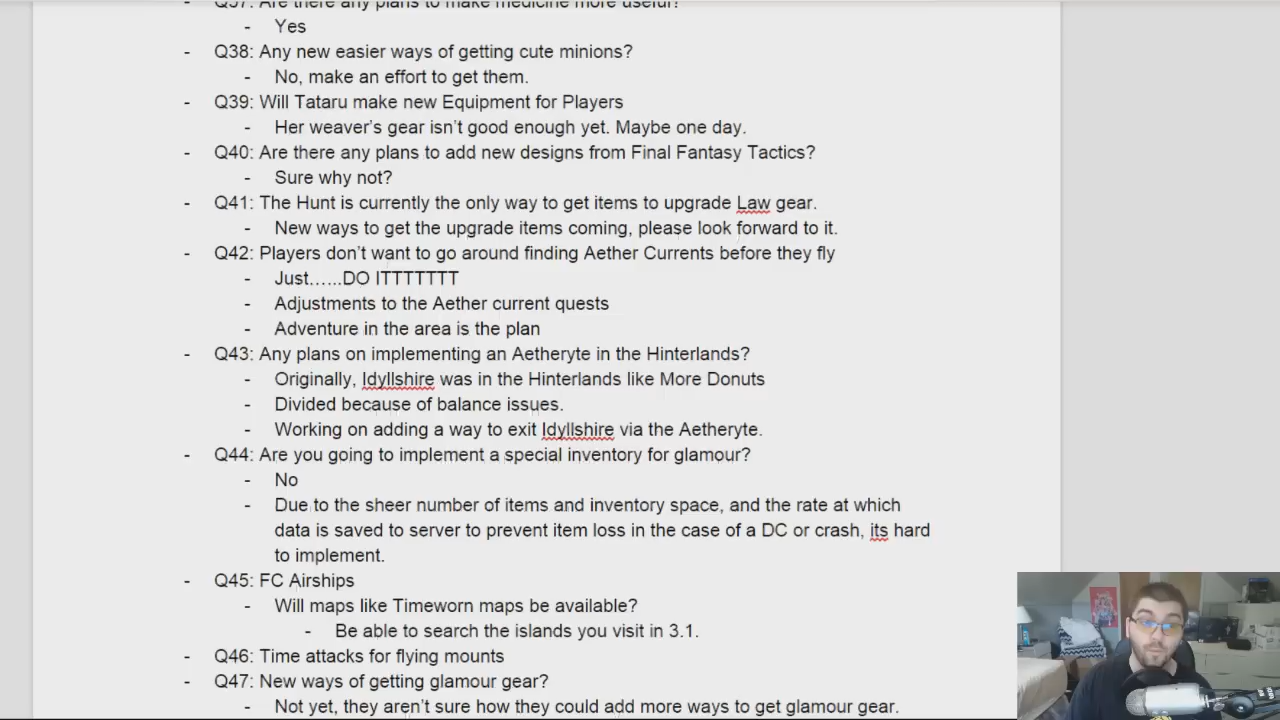 Q37: Are there any plans to make medicine more useful?
- Yes
- Q38: Any new easier ways of getting cute minions?
- No, make an effort to get them.
- Q39: Will Tataru make new Equipment for Players
- Her weaver's gear isn't good enough yet. Maybe one day.
- Q40: Are there any plans to add new designs from Final Fantasy Tactics?
- Sure why not?
- Q41: The Hunt is currently the only way to get items to upgrade Law gear.
- New ways to get the upgrade items coming, please look forward to it.
- Q42: Players don't want to go around finding Aether Currents before they fly
- Just......DO ITTTTTTT
- Adjustments to the Aether current quests
- Adventure in the area is the plan
- Q43: Any plans on implementing an Aetheryte in the Hinterlands?
- Originally, Idyllshire was in the Hinterlands like More Donuts
- Divided because of balance issues.
- Working on adding a way to exit Idyllshire via the Aetheryte.
- Q44: Are you going to implement a special inventory for glamour?
- No
- Due to the sheer number of items and inventory space, and the rate at which
data is saved to server to prevent item loss in the case of a DC or crash, its hard
to implement.
- Q45: FC Airships
- Will maps like Timeworn maps be available?
- Be able to search the islands you visit in 3.1.
- Q46: Time attacks for flying mounts
- Q47: New ways of getting glamour gear?
- Not yet, they aren't sure how they could add more ways to get glamour gear.